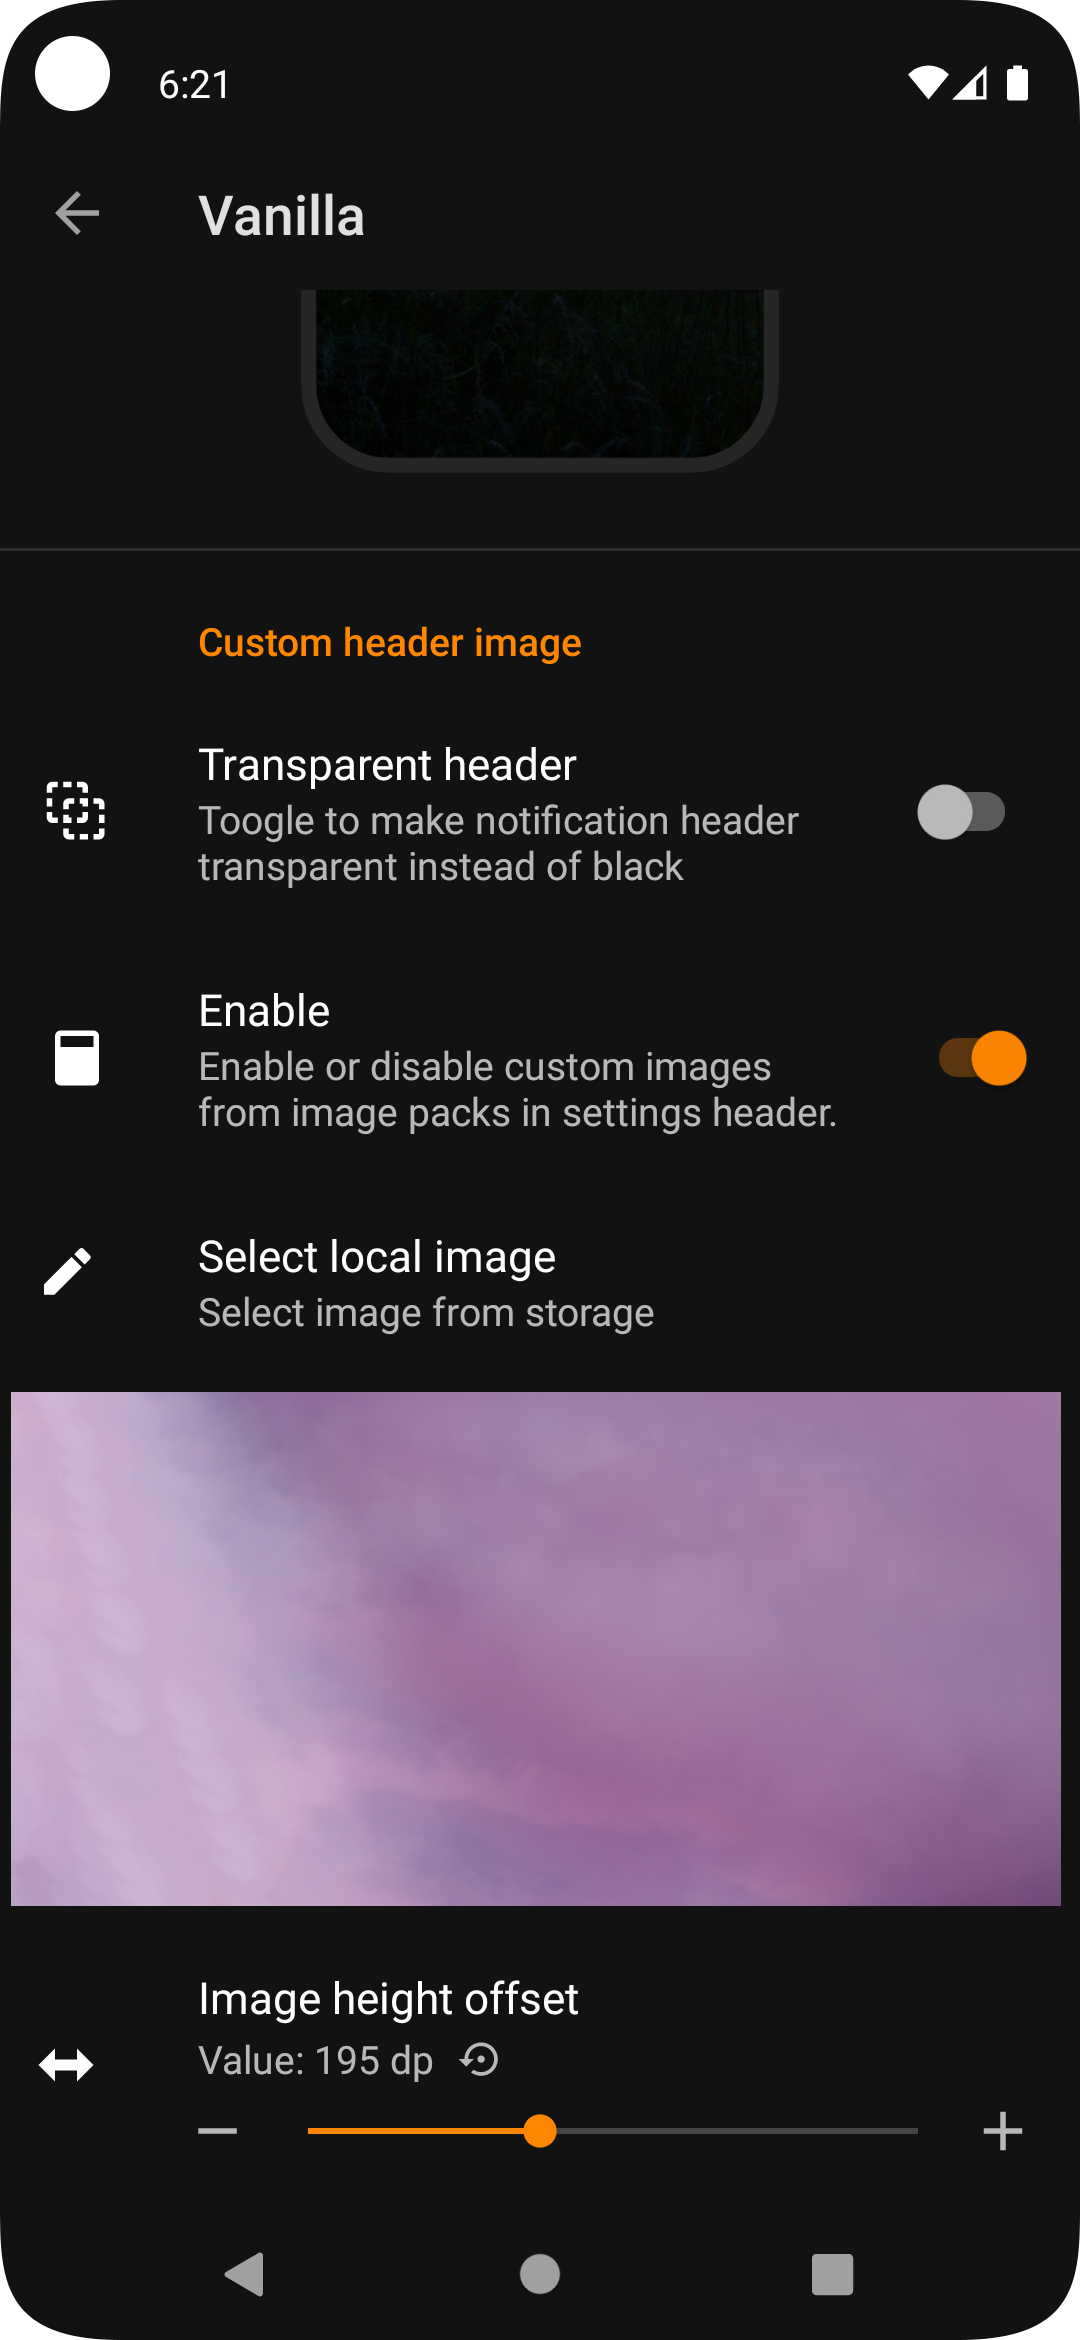 6:21
Vanilla
Custom header image
Transparent header
Toogle to make notification header
transparent instead of black
Enable
Enable or disable custom images
from image packs in settings header.
Select local image
Select image from storage
Image height offset
Value: 195 dp